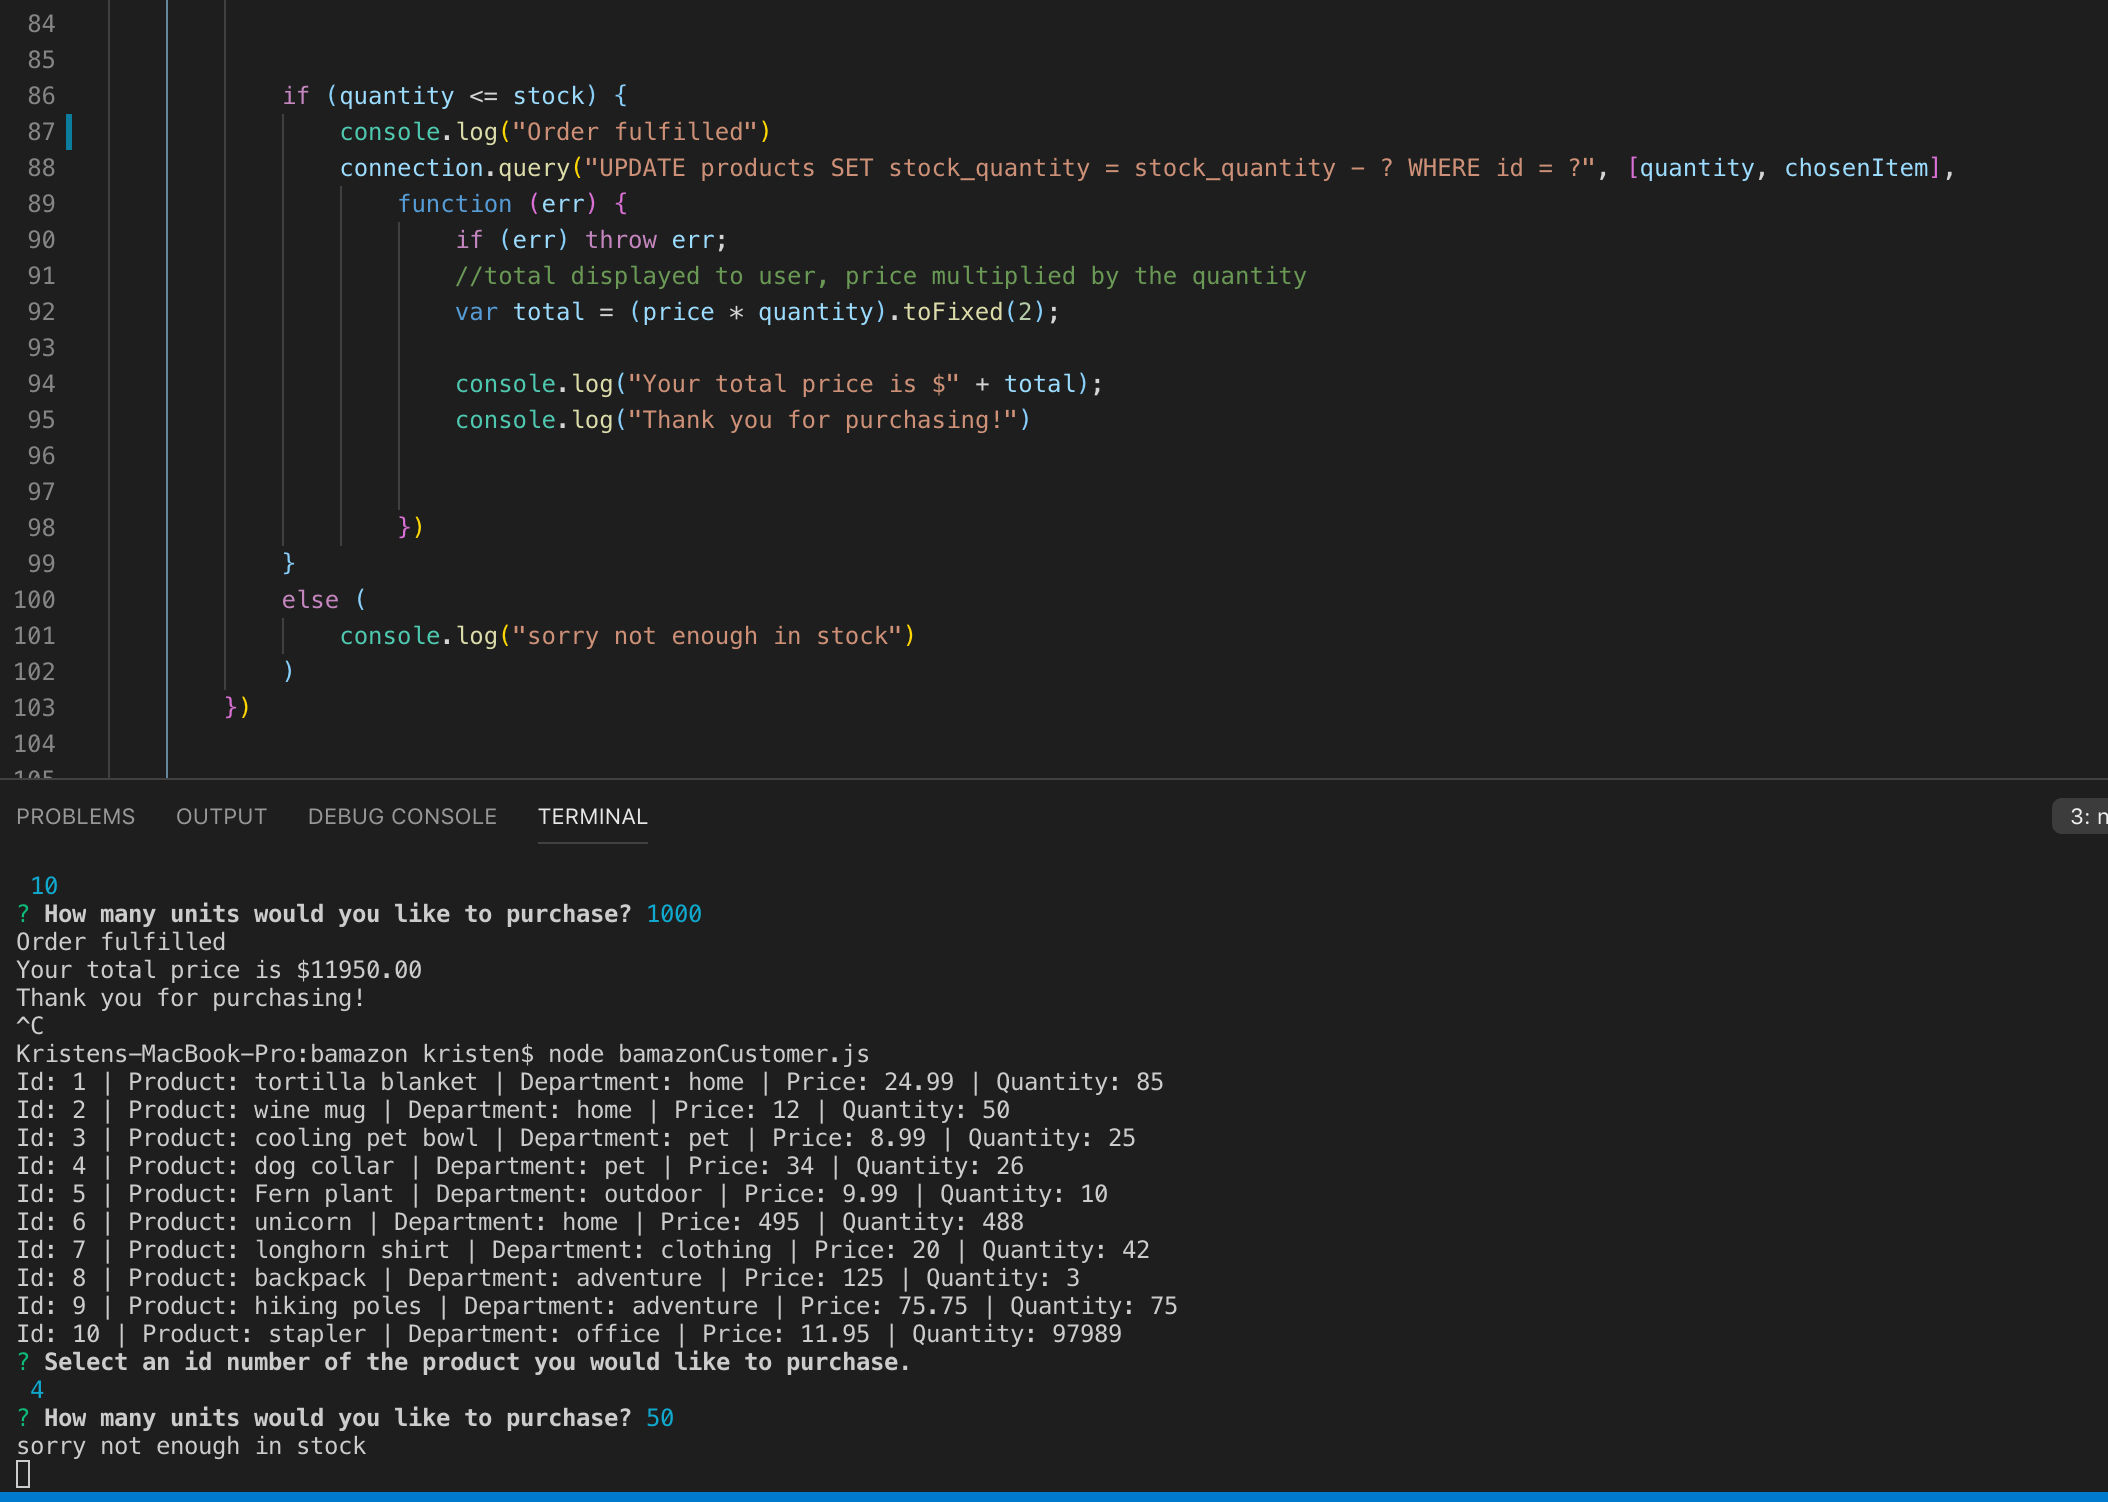 84
85
86 if (quantity <= stock) {
87 console.log("Order fulfilled")
88 connection.query("UPDATE products SET stock_quantity = stock_quantity - ? WHERE id = ?", [quantity, chosenItem],
89 function (err) {
90 if (err) throw err;
91 //total displayed to user, price multiplied by the quantity
92 var total = (price * quantity).toFixed(2);
93
94 console.log("Your total price is $" + total);
95 console.log("Thank you for purchasing!")
96
97
98 })
99 }
100 else (
101 console.log("sorry not enough in stock")
102 )
103 })
104
105
PROBLEMS OUTPUT DEBUG CONSOLE TERMINAL 3: n
10
? How many units would you like to purchase? 1000
Order fulfilled
Your total price is $11950.00
Thank you for purchasing!
^C
Kristens-MacBook-Pro:bamazon kristen$ node bamazonCustomer.js
Id: 1 | Product: tortilla blanket | Department: home | Price: 24.99 | Quantity: 85
Id: 2 | Product: wine mug | Department: home | Price: 12 | Quantity: 50
Id: 3 | Product: cooling pet bowl | Department: pet | Price: 8.99 | Quantity: 25
Id: 4 | Product: dog collar | Department: pet | Price: 34 | Quantity: 26
Id: 5 | Product: Fern plant | Department: outdoor | Price: 9.99 | Quantity: 10
Id: 6 | Product: unicorn | Department: home | Price: 495 | Quantity: 488
Id: 7 | Product: longhorn shirt | Department: clothing | Price: 20 | Quantity: 42
Id: 8 | Product: backpack | Department: adventure | Price: 125 | Quantity: 3
Id: 9 | Product: hiking poles | Department: adventure | Price: 75.75 | Quantity: 75
Id: 10 | Product: stapler | Department: office | Price: 11.95 | Quantity: 97989
? Select an id number of the product you would like to purchase.
4
? How many units would you like to purchase? 50
sorry not enough in stock